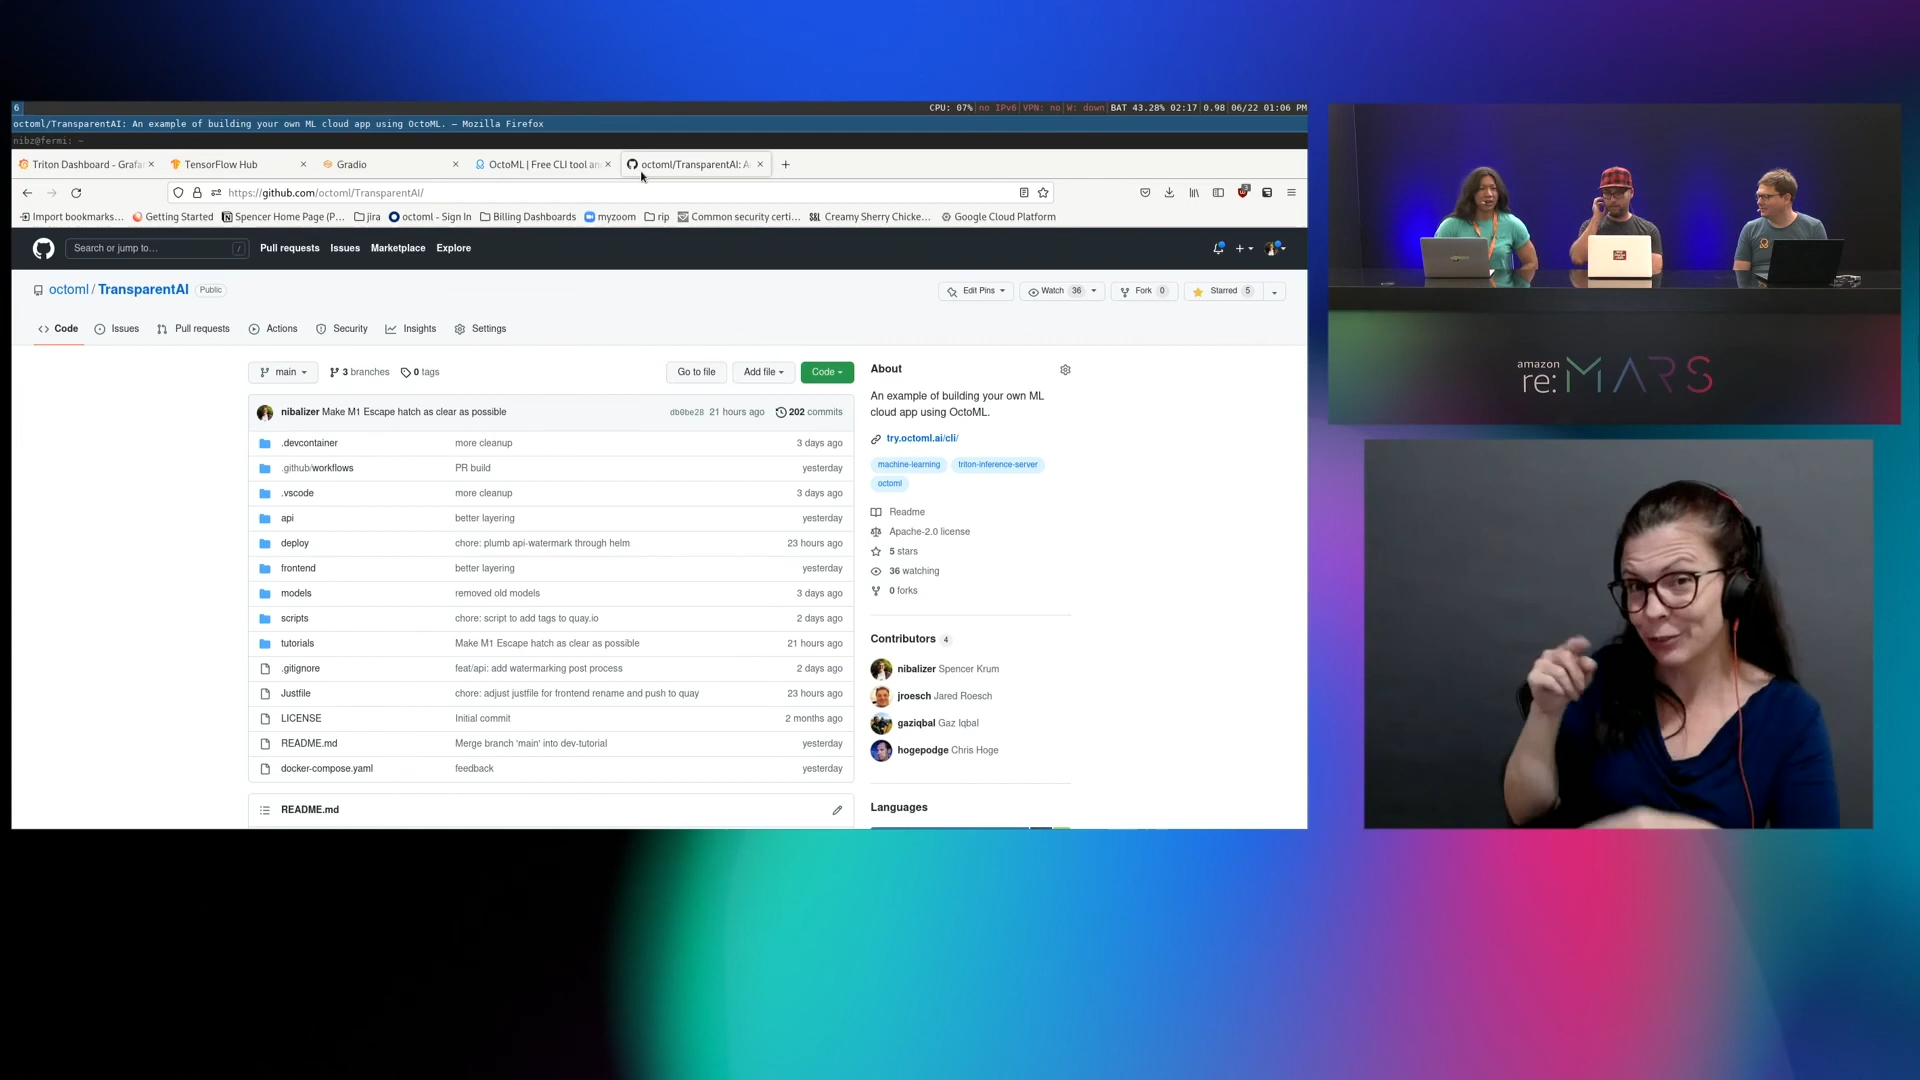 6
CPU: 07% no IPv6 VPN: no W: down BAT 43.28% 02:17 0.98 06/22 01:06 PM
octoml/TransparentAI: An example of building your own ML cloud app using OctoML. — Mozilla Firefox
nibz@fermi: ~
Triton Dashboard - Grafa
TensorFlow Hub
Gradio
OctoML | Free CLI tool an
octoml/TransparentAI: A
https://github.com/octoml/TransparentAI/
Import bookmarks…
Getting Started
Spencer Home Page (P…
jira
octoml - Sign In
Billing Dashboards
myzoom
rip
Common security certi…
Creamy Sherry Chicke…
Google Cloud Platform
Search or jump to… /
Pull requests
Issues
Marketplace
Explore
octoml / TransparentAI Public
Edit Pins
Watch 36
Fork 0
Starred 5
Code
Issues
Pull requests
Actions
Security
Insights
Settings
main
3 branches
0 tags
Go to file
Add file
Code
nibalizer Make M1 Escape hatch as clear as possible db0be28 21 hours ago 202 commits
.devcontainer more cleanup 3 days ago
.github/workflows PR build yesterday
.vscode more cleanup 3 days ago
api better layering yesterday
deploy chore: plumb api-watermark through helm 23 hours ago
frontend better layering yesterday
models removed old models 3 days ago
scripts chore: script to add tags to quay.io 2 days ago
tutorials Make M1 Escape hatch as clear as possible 21 hours ago
.gitignore feat/api: add watermarking post process 2 days ago
Justfile chore: adjust justfile for frontend rename and push to quay 23 hours ago
LICENSE Initial commit 2 months ago
README.md Merge branch 'main' into dev-tutorial yesterday
docker-compose.yaml feedback yesterday
README.md
About
An example of building your own ML
cloud app using OctoML.
try.octoml.ai/cli/
machine-learning
triton-inference-server
octoml
Readme
Apache-2.0 license
5 stars
36 watching
0 forks
Contributors 4
nibalizer Spencer Krum
jroesch Jared Roesch
gaziqbal Gaz Iqbal
hogepodge Chris Hoge
Languages
amazon
re:MARS